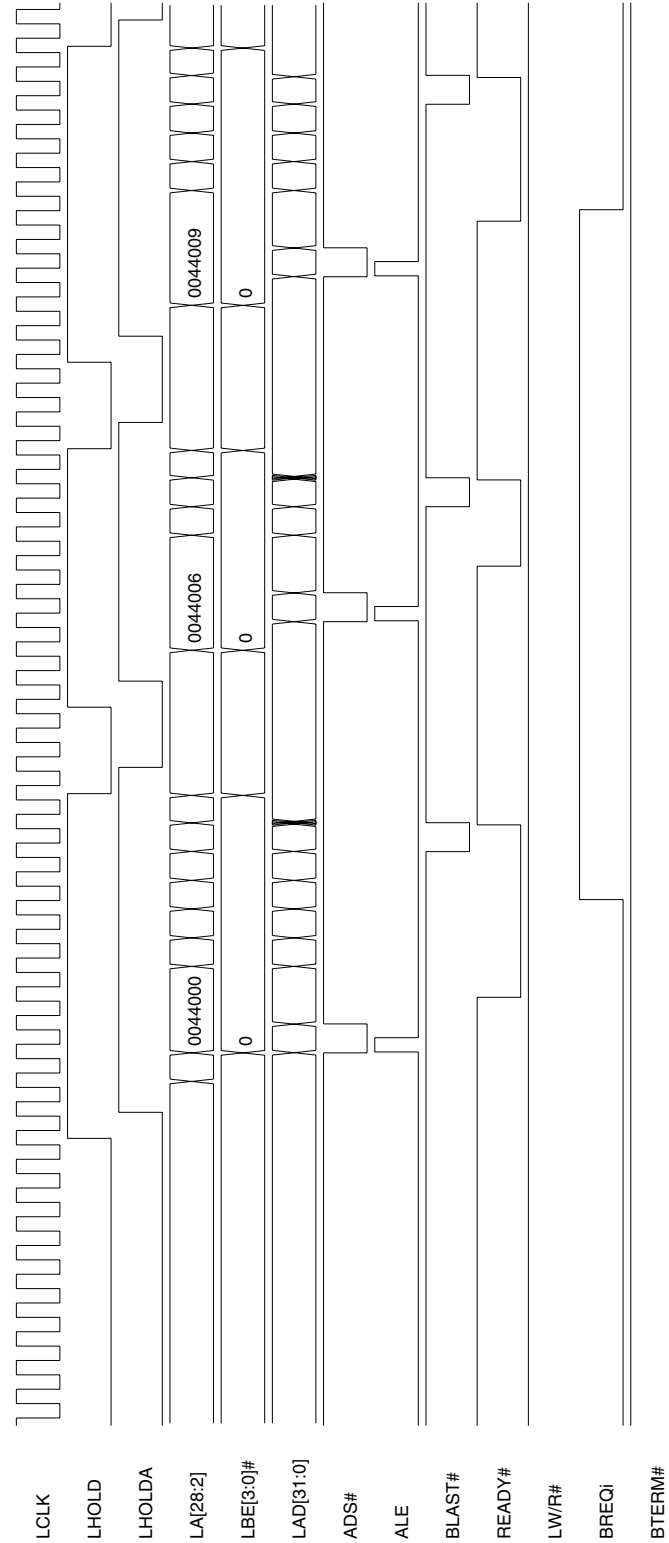 LCLK
LHOLD
LHOLDA
LA[28:2]
0044000
0044006
0044009
LBE[3:0]#
0
0
0
LAD[31:0]
ADS#
ALE
BLAST#
READY#
LW/R#
BREQi
BTERM#